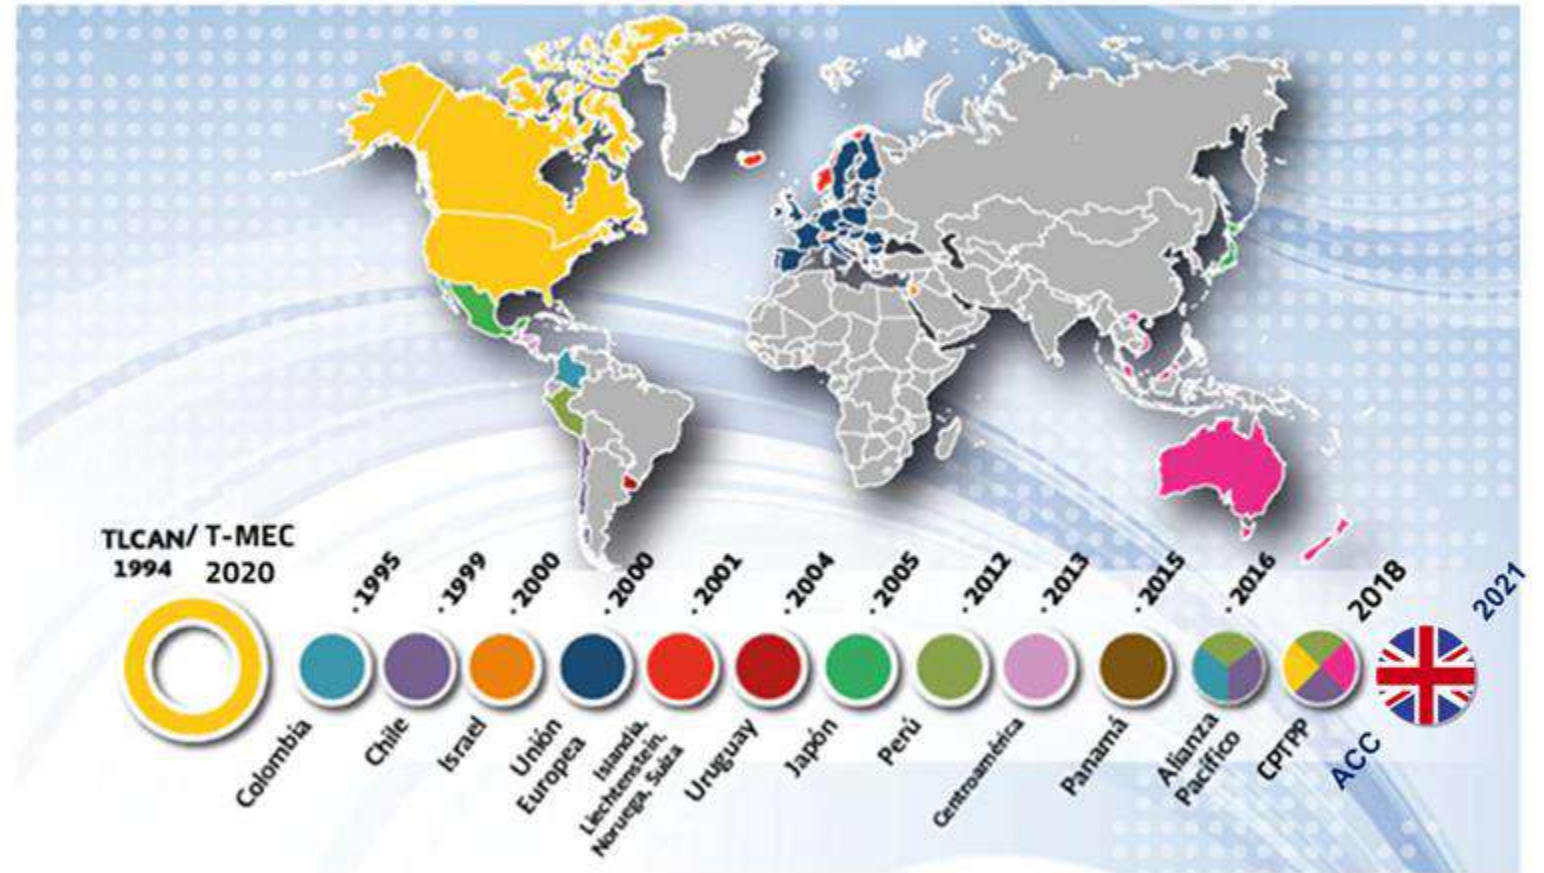 TLCAN/ T-MEC
1994 2020
· 1995
· 1999
· 2000
· 2000
· 2001
· 2004
· 2005
· 2012
· 2013
· 2015
· 2016
2018
2021
Colombia
Chile
Israel
Unión
Europea
Islandia,
Liechtenstein,
Noruega, Suiza
Uruguay
Japón
Perú
Centroamérica
Panamá
Alianza
Pacífico
CPTPP
ACC